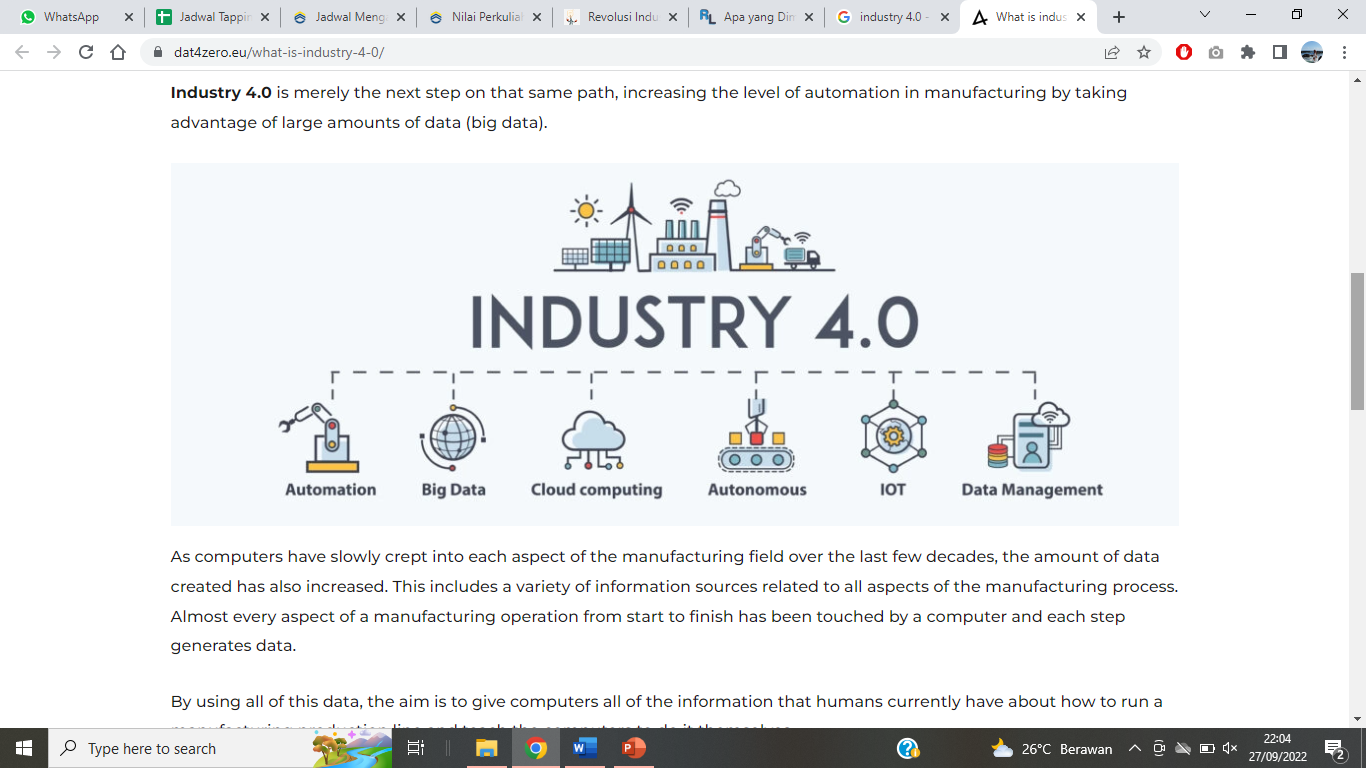 WhatsApp
Jadwal Tappin
Jadwal Meng
Nilai Perkulia
Revolusi Indu
Apa yang Dim
industry 4.0 -
What is indus
dat4zero.eu/what-is-industry-4-0/
Industry 4.0 is merely the next step on that same path, increasing the level of automation in manufacturing by taking
advantage of large amounts of data (big data).
INDUSTRY 4.0
Automation Big Data Cloud computing Autonomous IOT Data Management
As computers have slowly crept into each aspect of the manufacturing field over the last few decades, the amount of data
created has also increased. This includes a variety of information sources related to all aspects of the manufacturing process.
Almost every aspect of a manufacturing operation from start to finish has been touched by a computer and each step
generates data.
By using all of this data, the aim is to give computers all of the information that humans currently have about how to run a
Type here to search
26°C Berawan
22:04
27/09/2022
2